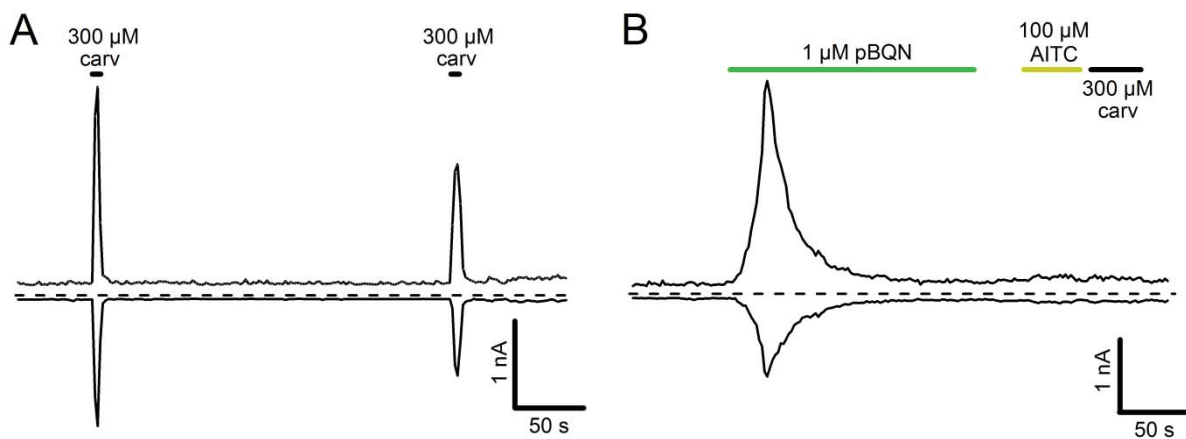 A
300 µM
carv
300 µM
carv
1 nA
50 s
B
1 µM pBQN
100 µM
AITC
300 µM
carv
1 nA
50 s